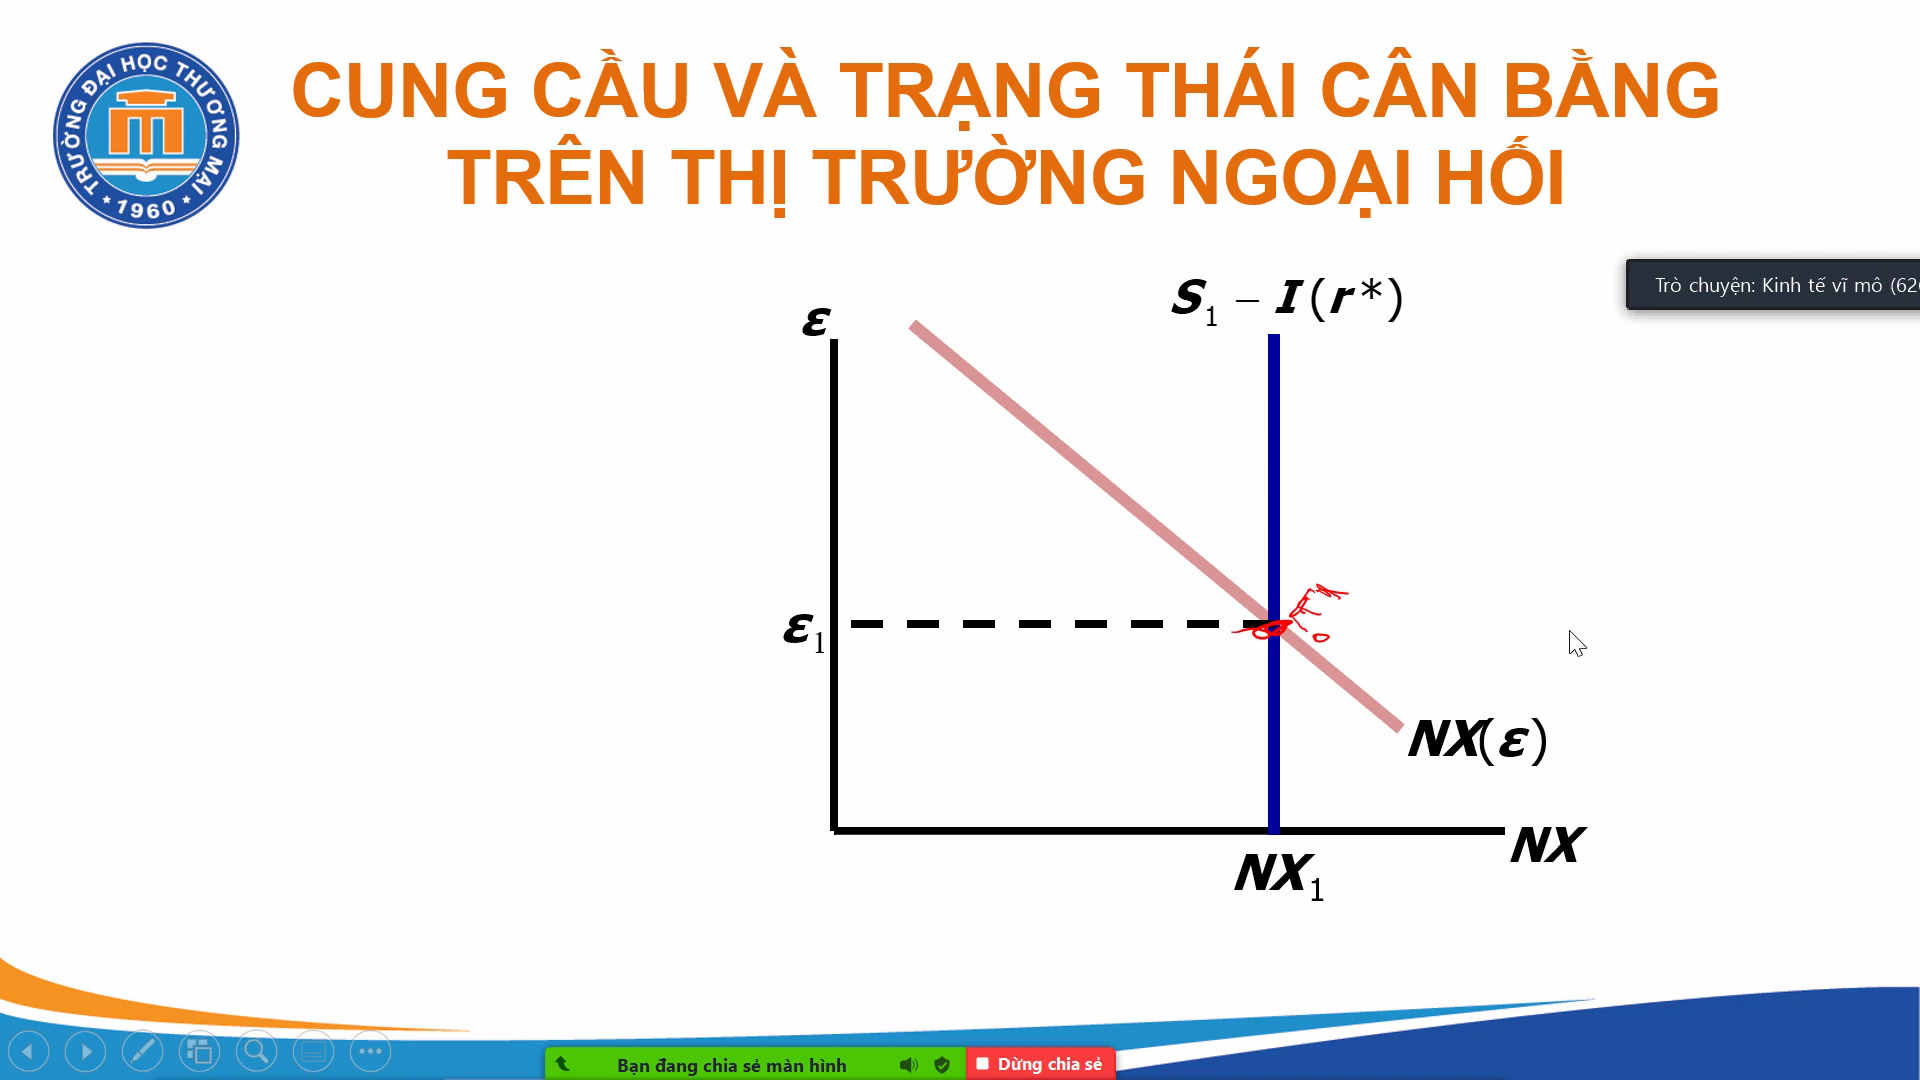 TRƯỜNG ĐẠI HỌC THƯƠNG MẠI
1960
CUNG CẦU VÀ TRẠNG THÁI CÂN BẰNG
TRÊN THỊ TRƯỜNG NGOẠI HỐI
Trò chuyện: Kinh tế vĩ mô (62
S1 – I(r*)
ε
E0
ε1
NX(ε)
NX
NX1
Bạn đang chia sẻ màn hình
Dừng chia sẻ